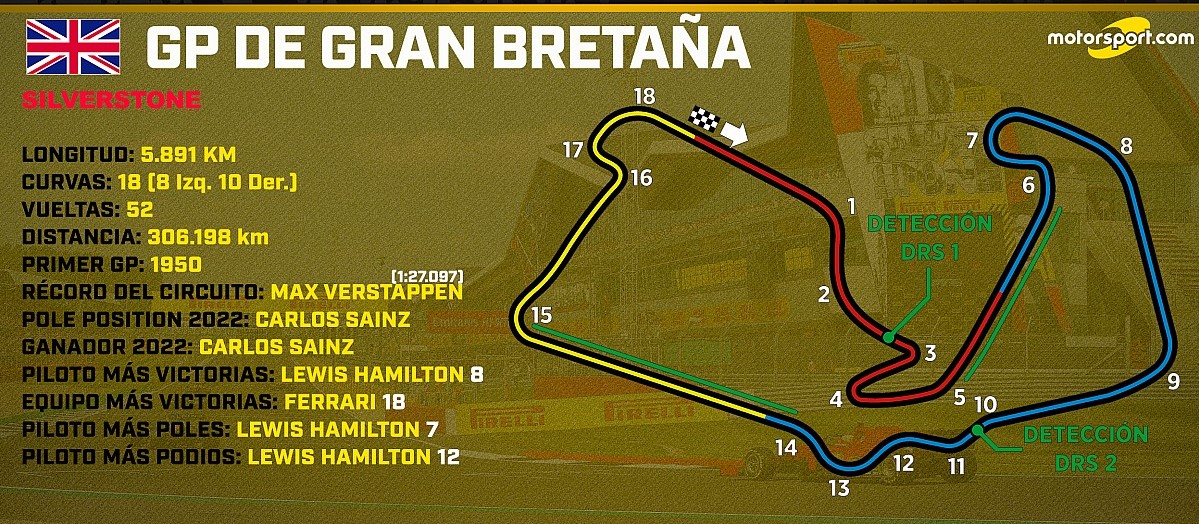 GP DE GRAN BRETAÑA
motorsport.com
SILVERSTONE
LONGITUD: 5.891 KM
CURVAS: 18 (8 Izq. 10 Der.)
VUELTAS: 52
DISTANCIA: 306.198 km
PRIMER GP: 1950
(1:27.097)
RÉCORD DEL CIRCUITO: MAX VERSTAPPEN
POLE POSITION 2022: CARLOS SAINZ
GANADOR 2022: CARLOS SAINZ
PILOTO MÁS VICTORIAS: LEWIS HAMILTON 8
EQUIPO MÁS VICTORIAS: FERRARI 18
PILOTO MÁS POLES: LEWIS HAMILTON 7
PILOTO MÁS PODIOS: LEWIS HAMILTON 12
18
17
16
15
14
13
12
11
10
9
8
7
6
5
4
3
2
1
DETECCIÓN
DRS 1
DETECCIÓN
DRS 2
PIRELLI
PIRELLI